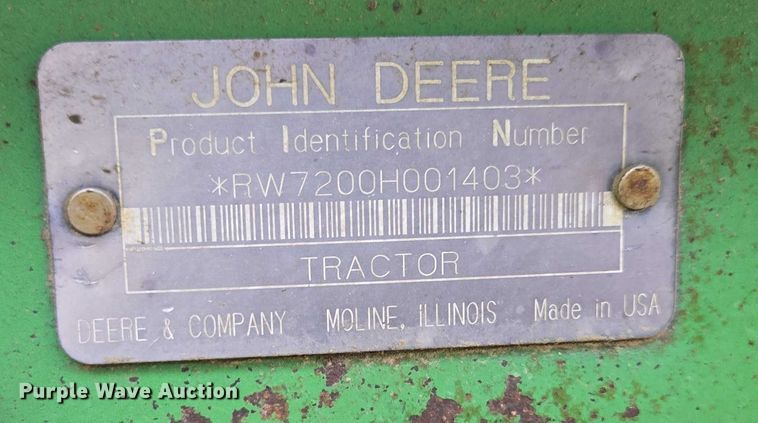 JOHN DEERE
Product Identification Number
*RW7200H001403*
TRACTOR
DEERE & COMPANY MOLINE, ILLINOIS Made in USA
Purple Wave Auction